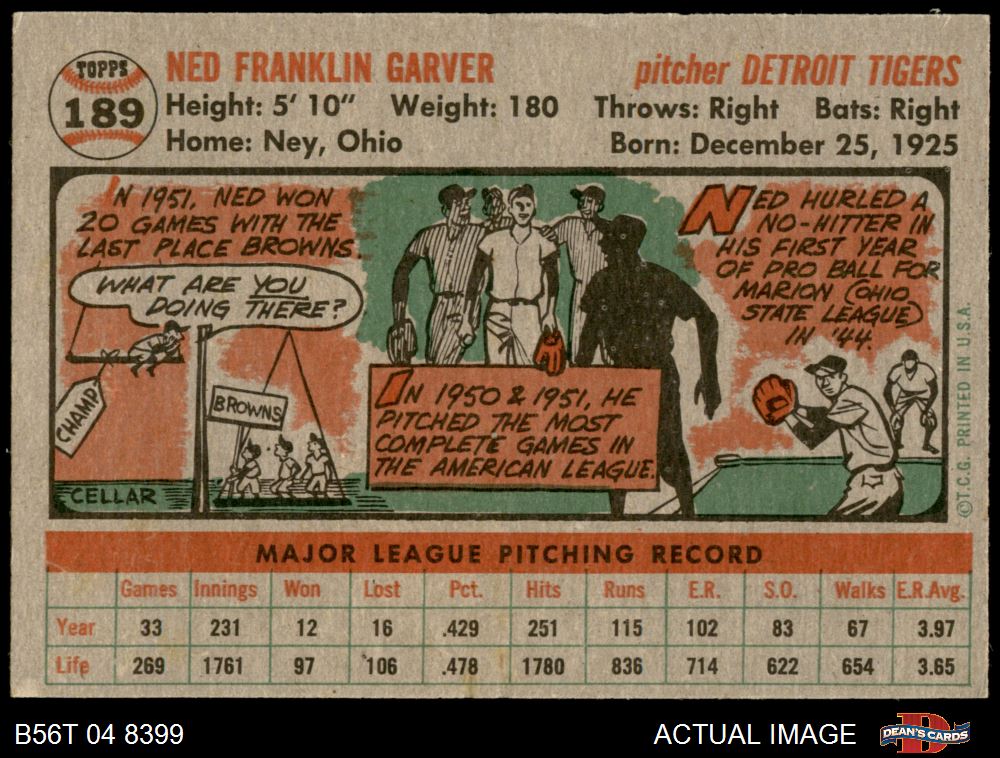 TOPPS
189
NED FRANKLIN GARVER
pitcher DETROIT TIGERS
Height: 5' 10" Weight: 180 Throws: Right Bats: Right
Home: Ney, Ohio Born: December 25, 1925
IN 1951, NED WON
20 GAMES WITH THE
LAST PLACE BROWNS.
WHAT ARE YOU
DOING THERE?
CHAMP
BROWNS
CELLAR
IN 1950 & 1951, HE
PITCHED THE MOST
COMPLETE GAMES IN
THE AMERICAN LEAGUE.
NED HURLED A
NO-HITTER IN
HIS FIRST YEAR
OF PRO BALL FOR
MARION (OHIO
STATE LEAGUE)
IN '44.
©T.C.G. PRINTED IN U.S.A.
MAJOR LEAGUE PITCHING RECORD
Games Innings Won Lost Pct. Hits Runs E.R. S.O. Walks E.R.Avg.
Year 33 231 12 16 .429 251 115 102 83 67 3.97
Life 269 1761 97 106 .478 1780 836 714 622 654 3.65
B56T 04 8399
ACTUAL IMAGE
DEAN'S CARDS